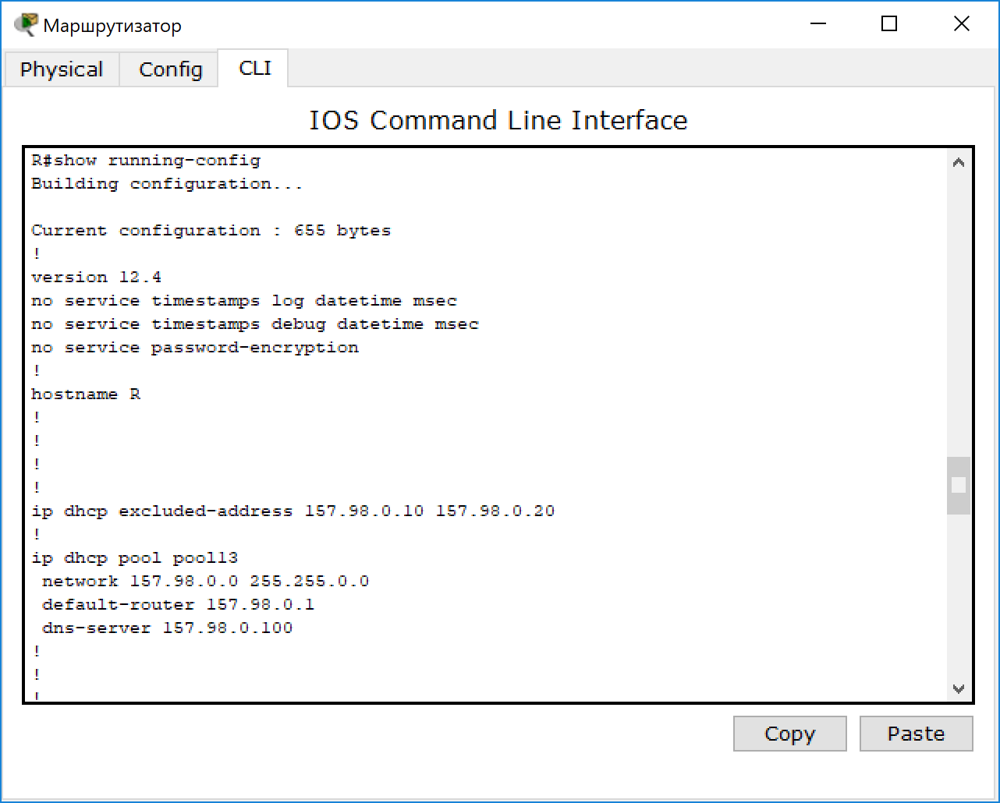 Маршрутизатор
Physical Config CLI
IOS Command Line Interface
R#show running-config
Building configuration...
Current configuration : 655 bytes
!
version 12.4
no service timestamps log datetime msec
no service timestamps debug datetime msec
no service password-encryption
!
hostname R
!
!
!
!
ip dhcp excluded-address 157.98.0.10 157.98.0.20
!
ip dhcp pool pool13
network 157.98.0.0 255.255.0.0
default-router 157.98.0.1
dns-server 157.98.0.100
!
!
!
Copy Paste